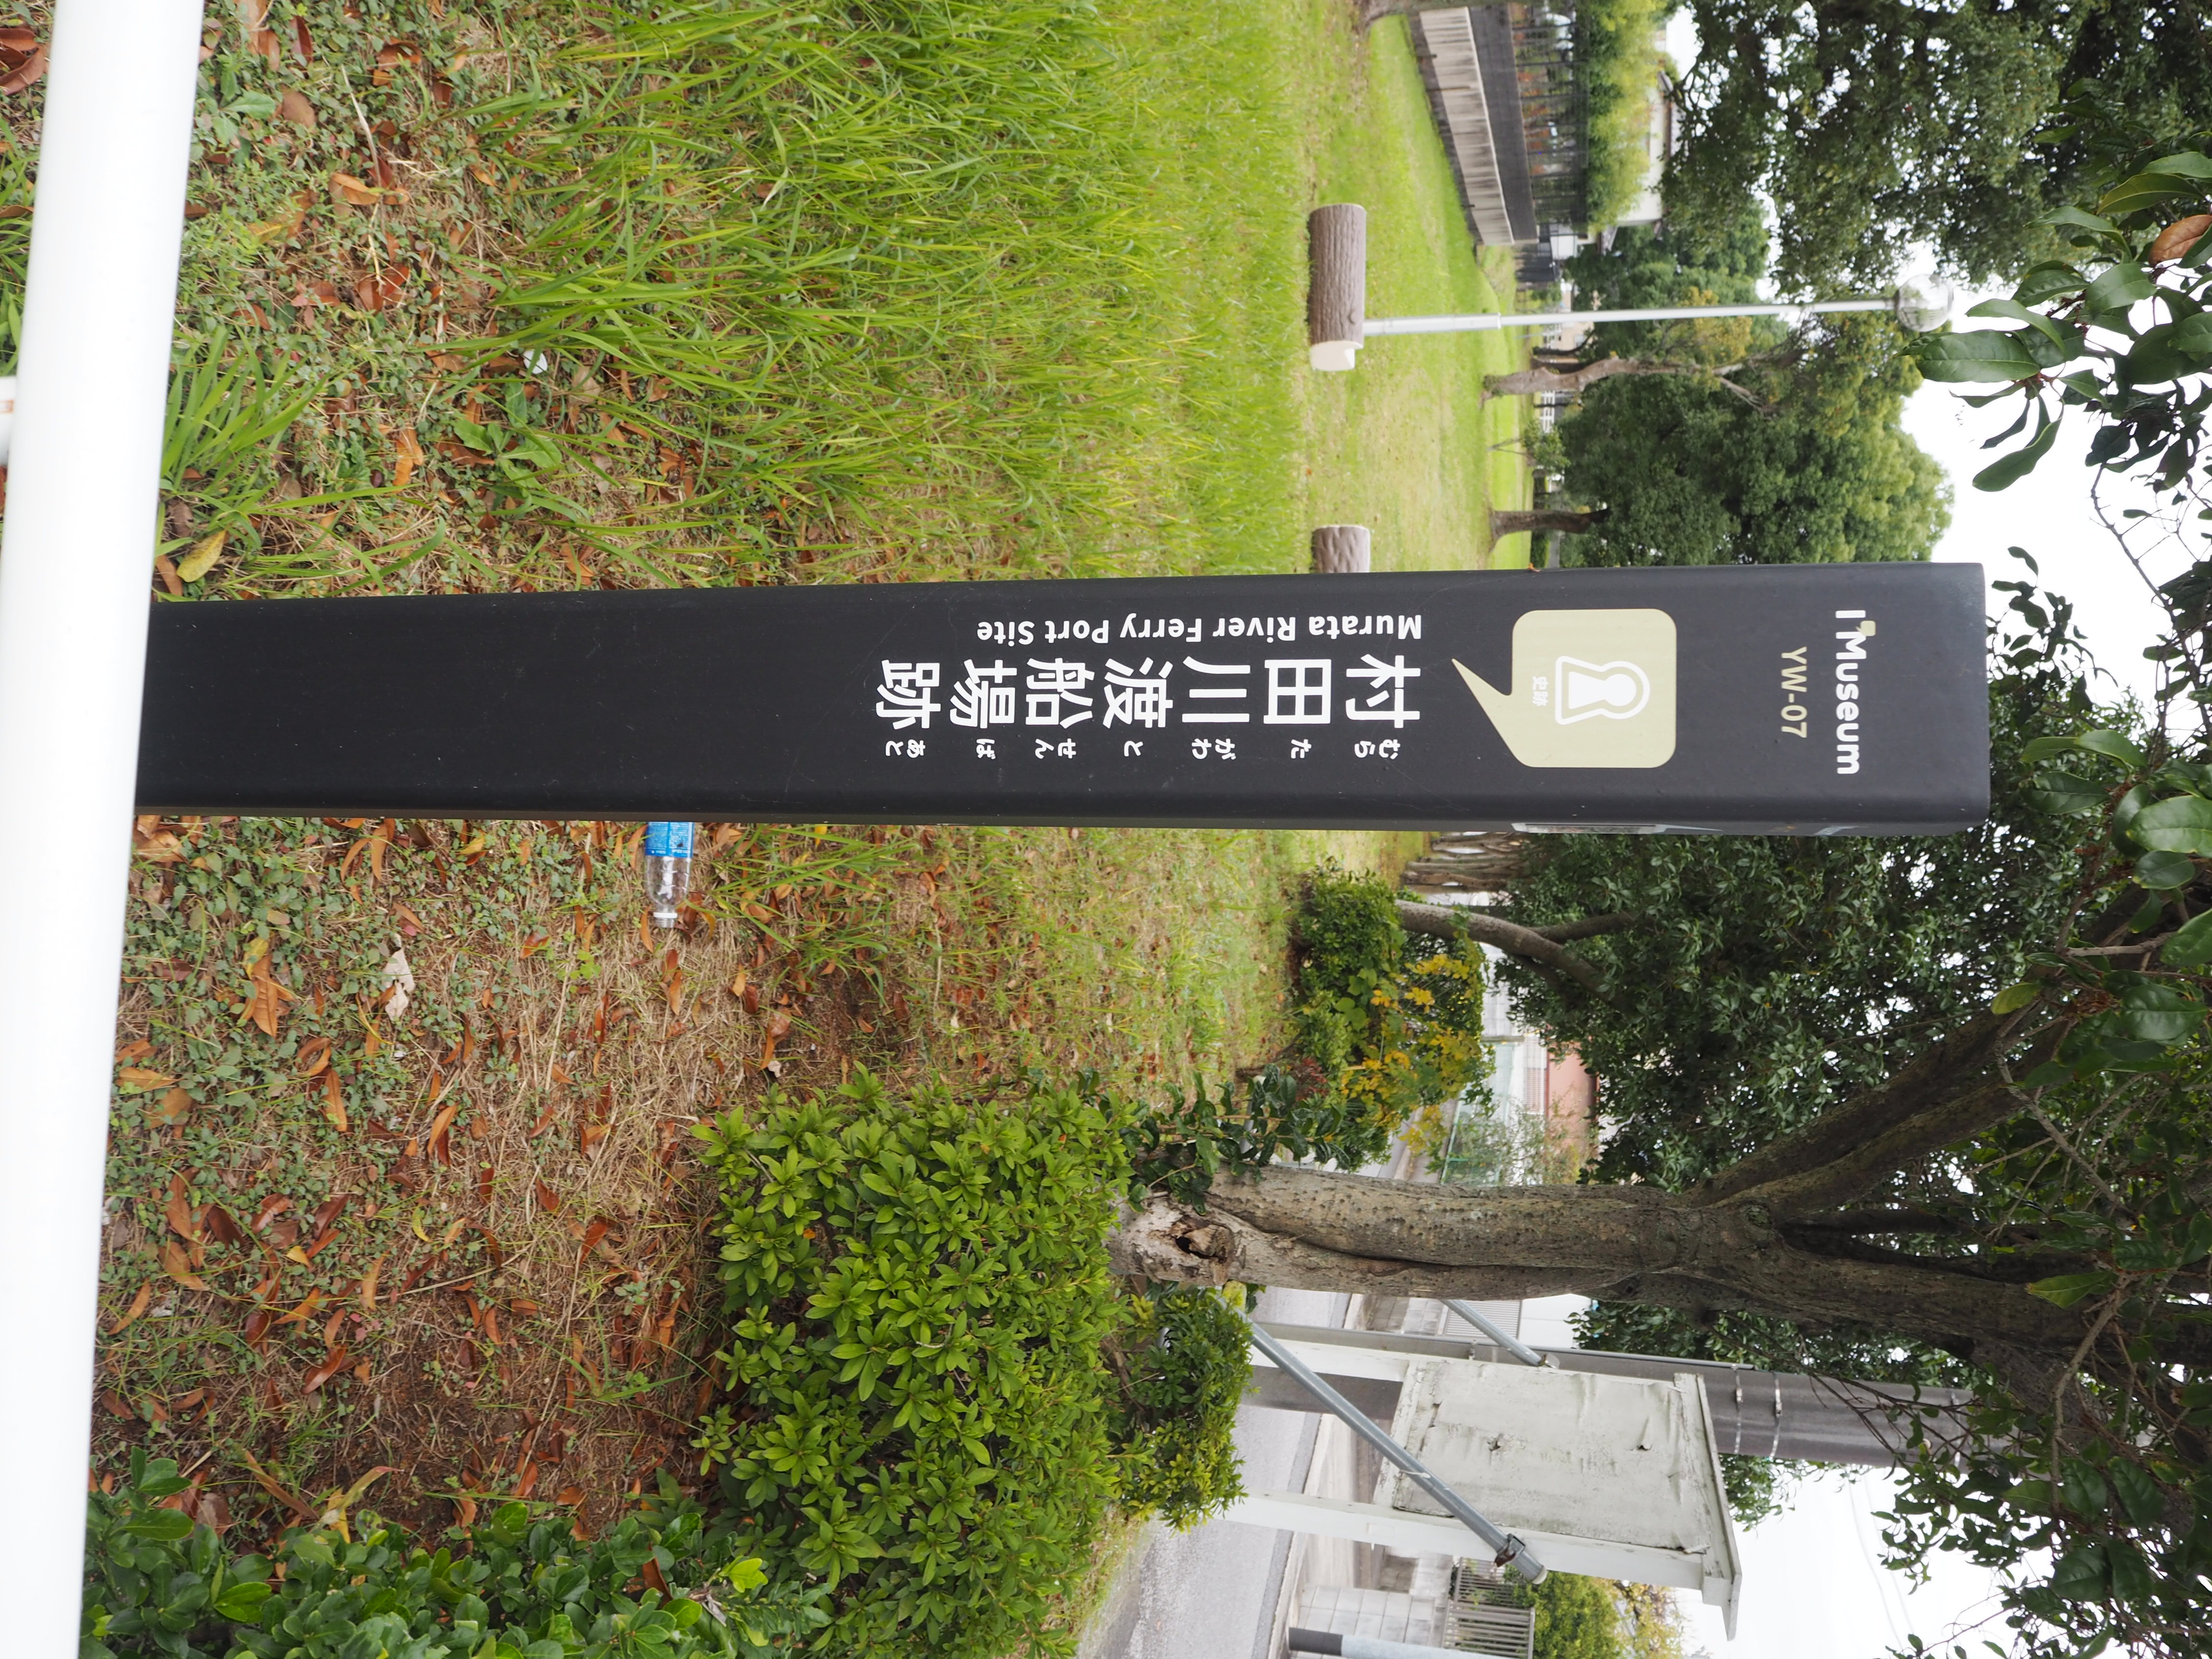 I'Museum
YW-07
史跡
村田川渡船場跡
むら た がわ と せん ば あと
Murata River Ferry Port Site